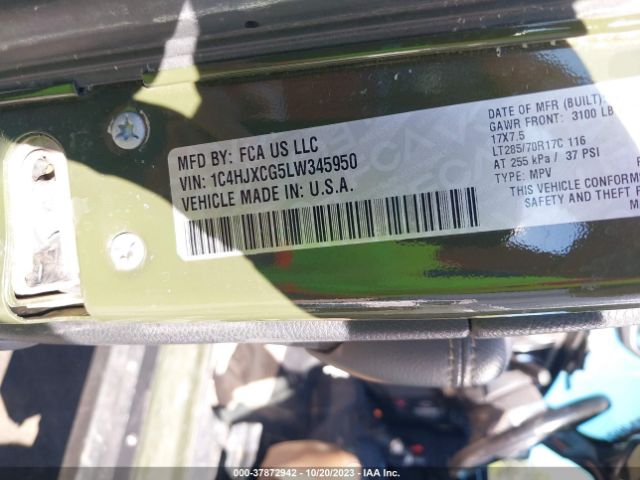 MFD BY: FCA US LLC
VIN: 1C4HJXCG5LW345950
VEHICLE MADE IN: U.S.A.
DATE OF MFR (BUILT)
GAWR FRONT: 3100 LB
17X7.5
LT285/70R17C 116
AT 255 kPa / 37 PSI
TYPE: MPV
THIS VEHICLE CONFORMS
SAFETY AND THEFT
000-37872942 - 10/20/2023 - IAA Inc.